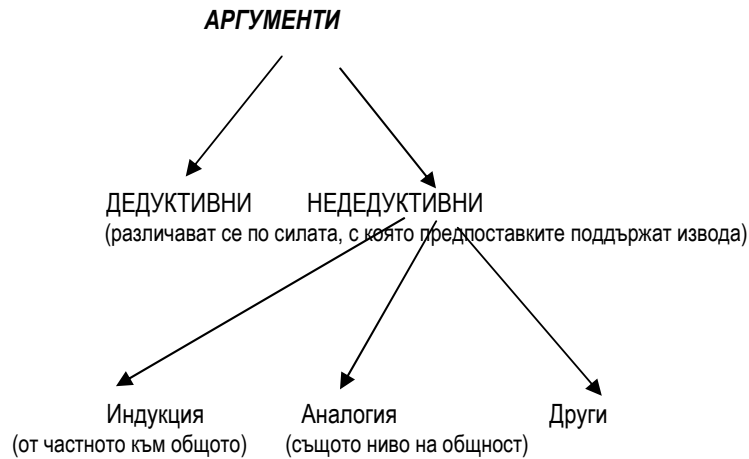 АРГУМЕНТИ
ДЕДУКТИВНИ НЕДЕДУКТИВНИ
(различават се по силата, с която предпоставките поддържат извода)
Индукция Аналогия Други
(от частното към общото) (същото ниво на общност)